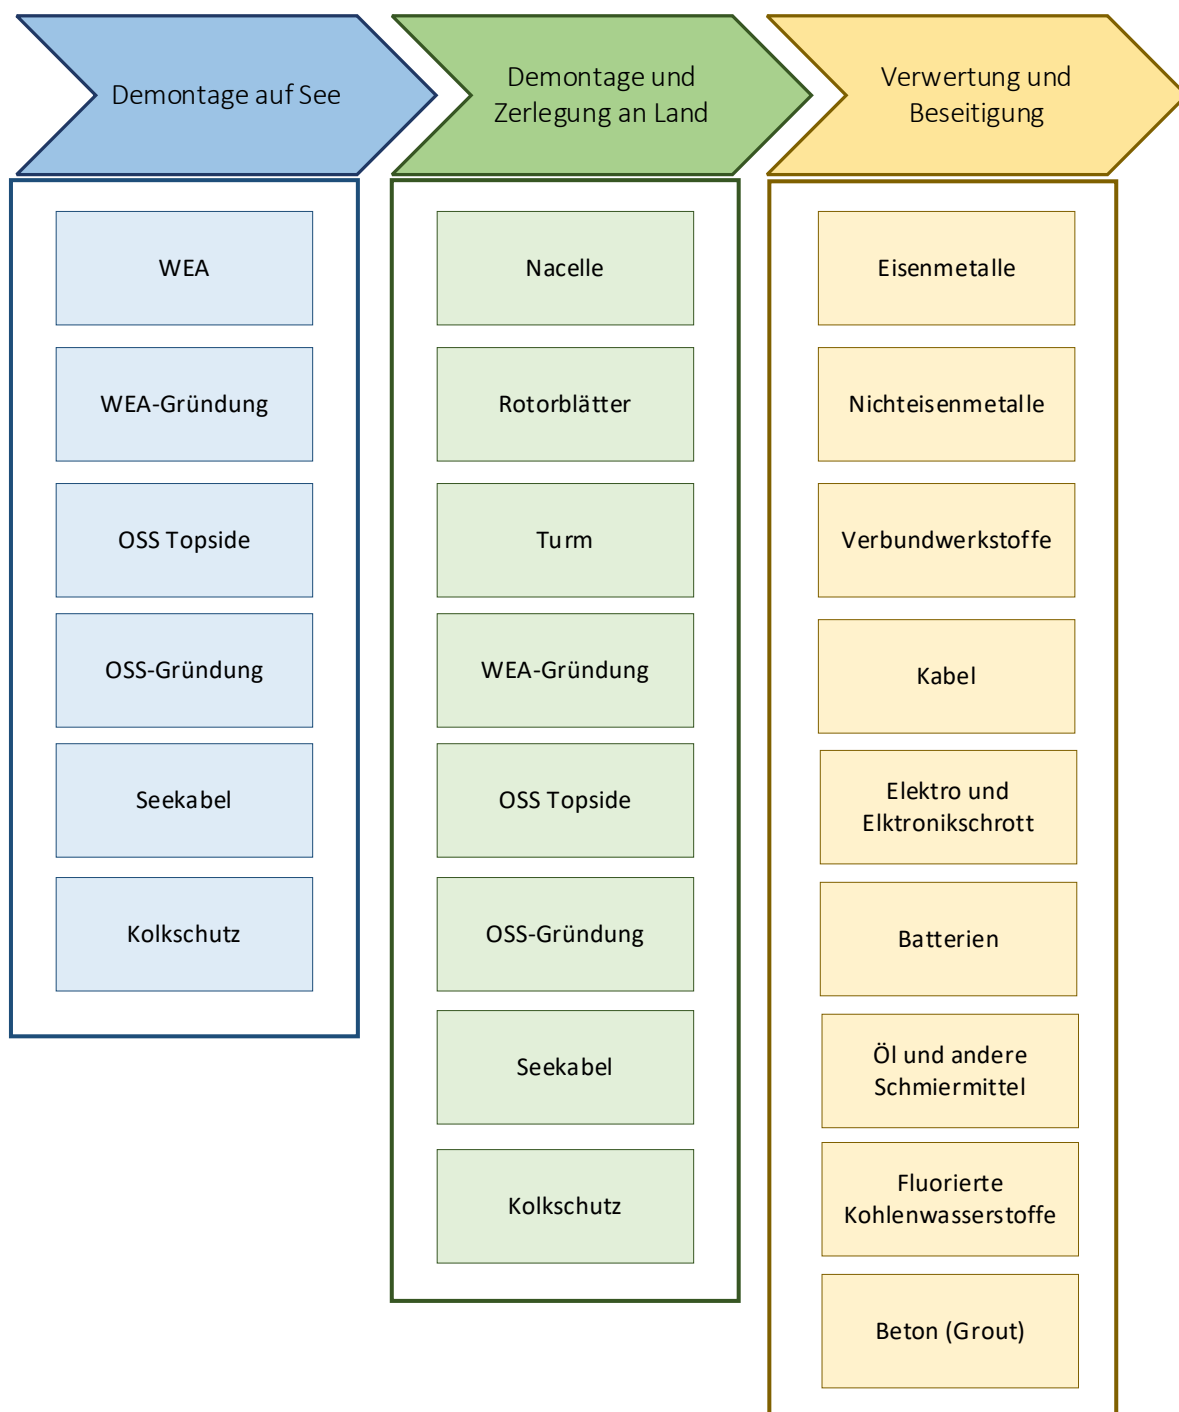 Demontage auf See
Demontage und
Zerlegung an Land
Verwertung und
Beseitigung
WEA
WEA-Gründung
OSS Topside
OSS-Gründung
Seekabel
Kolkschutz
Nacelle
Rotorblätter
Turm
WEA-Gründung
OSS Topside
OSS-Gründung
Seekabel
Kolkschutz
Eisenmetalle
Nichteisenmetalle
Verbundwerkstoffe
Kabel
Elektro und
Elktronikschrott
Batterien
Öl und andere
Schmiermittel
Fluorierte
Kohlenwasserstoffe
Beton (Grout)